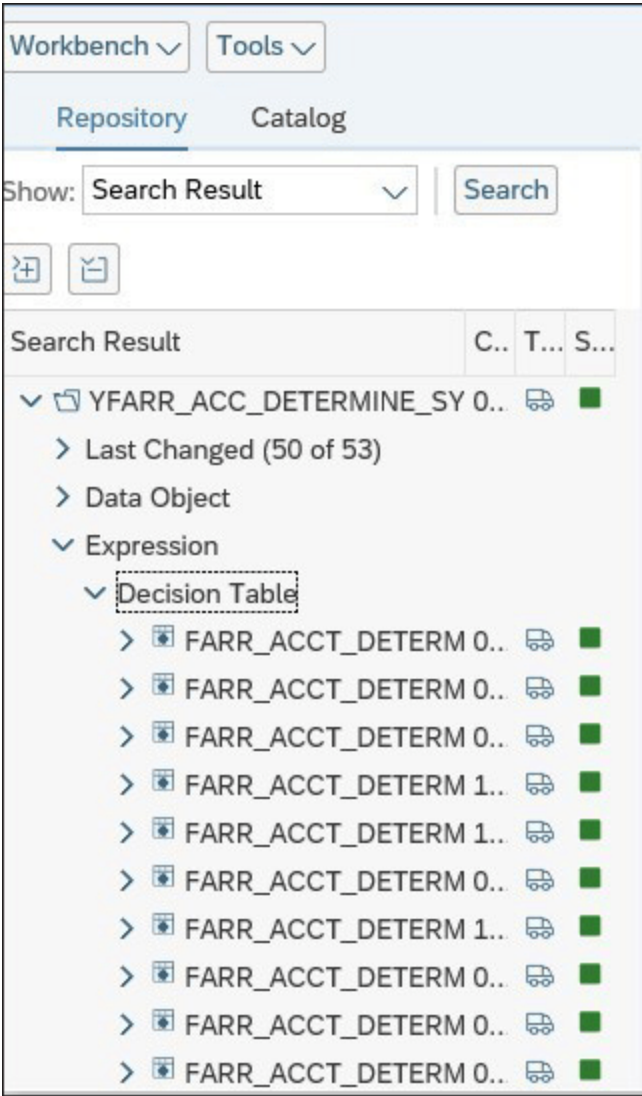 Workbench Tools
Repository Catalog
Show: Search Result Search
Search Result C.. T... S...
YFARR_ACC_DETERMINE_SY 0..
Last Changed (50 of 53)
Data Object
Expression
Decision Table
FARR_ACCT_DETERM 0..
FARR_ACCT_DETERM 0..
FARR_ACCT_DETERM 0..
FARR_ACCT_DETERM 1..
FARR_ACCT_DETERM 1..
FARR_ACCT_DETERM 0..
FARR_ACCT_DETERM 1..
FARR_ACCT_DETERM 0..
FARR_ACCT_DETERM 0..
FARR_ACCT_DETERM 0..